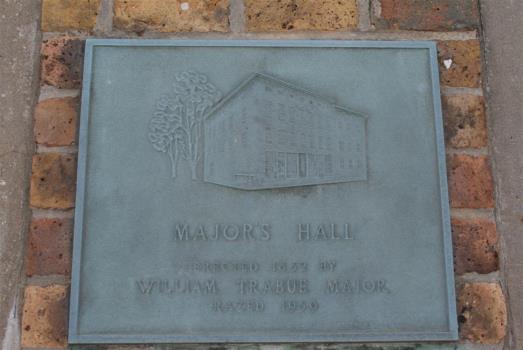 MAJOR'S HALL
ERECTED 1852 BY
WILLIAM TRABUE MAJOR
RAZED 1959